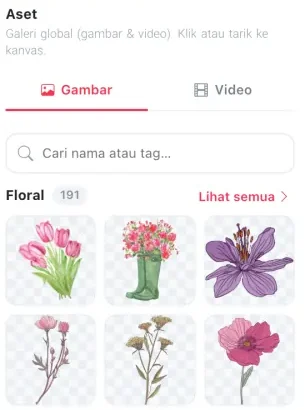 Aset
Galeri global (gambar & video). Klik atau tarik ke
kanvas.
Gambar
Video
Cari nama atau tag...
Floral 191
Lihat semua